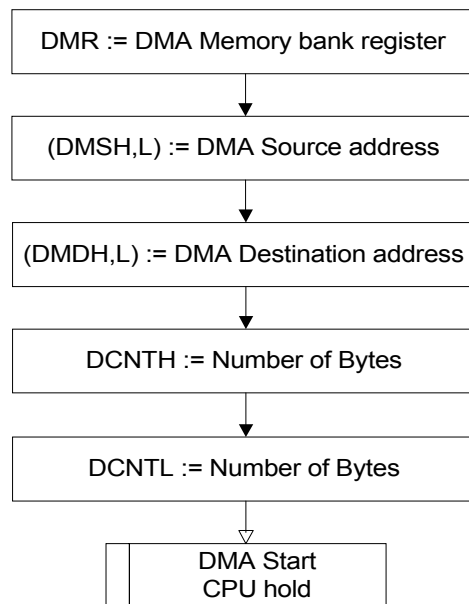 DMR := DMA Memory bank register
(DMSH,L) := DMA Source address
(DMDH,L) := DMA Destination address
DCNTH := Number of Bytes
DCNTL := Number of Bytes
DMA Start
CPU hold